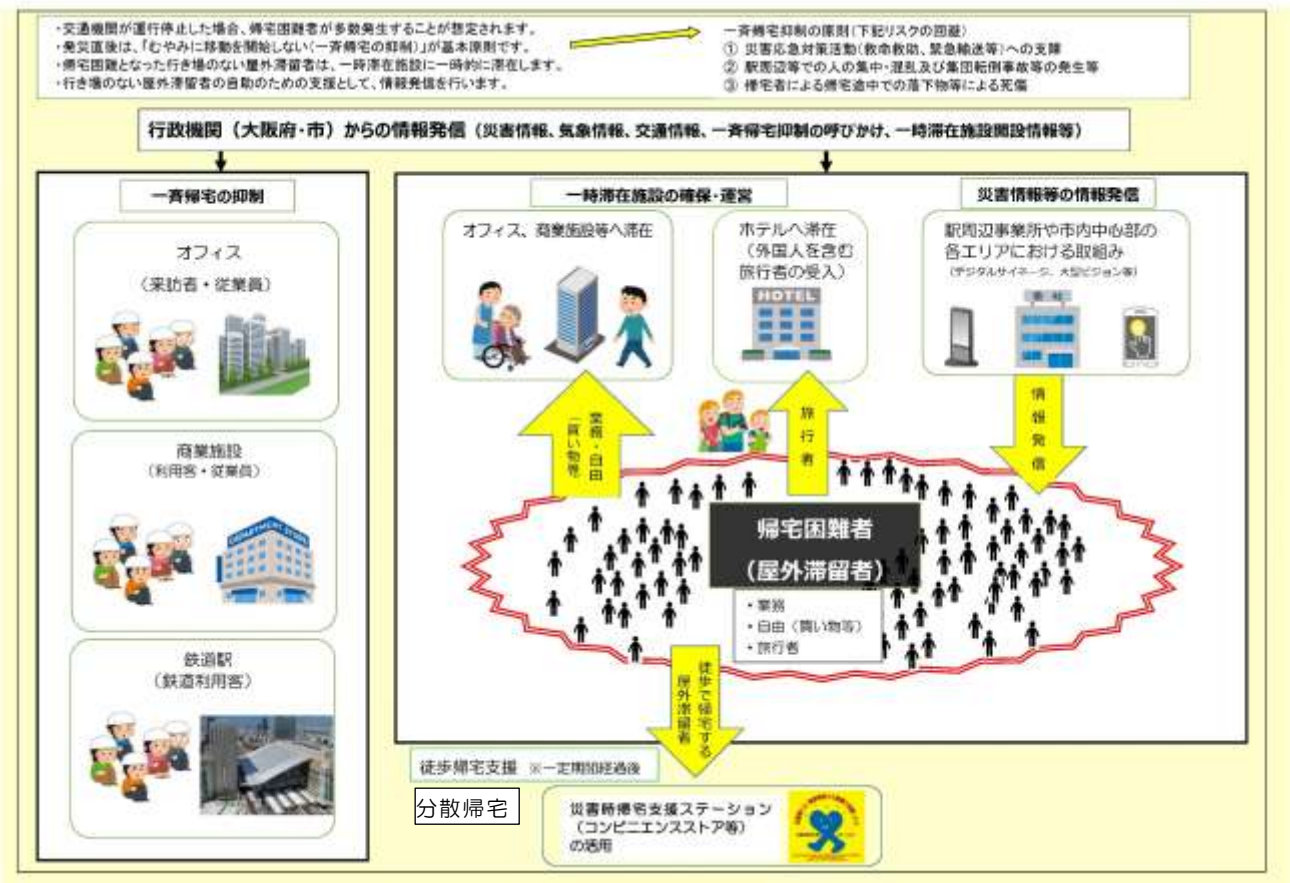 ・交通機関が運行停止した場合、帰宅困難者が多数発生することが想定されます。
・発災直後は、「むやみに移動を開始しない(一斉帰宅の抑制)」が基本原則です。
・帰宅困難となった行き場のない屋外滞留者は、一時滞在施設に一時的に滞在します。
・行き場のない屋外滞留者の自助のための支援として、情報発信を行います。
一斉帰宅抑制の原則(下記リスクの回避)
① 災害応急対策活動(救命救助、緊急輸送等)への支障
② 駅周辺等での人の集中・混乱及び集団転倒事故等の発生等
③ 帰宅者による帰宅途中での落下物等による死傷
行政機関(大阪府・市)からの情報発信(災害情報、気象情報、交通情報、一斉帰宅抑制の呼びかけ、一時滞在施設開設情報等)
一斉帰宅の抑制
オフィス
(来訪者・従業員)
商業施設
(利用客・従業員)
DEPARTMENT STORE
鉄道駅
(鉄道利用客)
一時滞在施設の確保・運営
オフィス、商業施設等へ滞在
ホテルへ滞在
(外国人を含む
旅行者の受入)
HOTEL
災害情報等の情報発信
駅周辺事業所や市内中心部の
各エリアにおける取組み
(デジタルサイネージ、大型ビジョン等)
会社
業務・自由
(買い物等)
旅行者
情報発信
帰宅困難者
(屋外滞留者)
・業務
・自由(買い物等)
・旅行者
徒歩で帰宅する
屋外滞留者
徒歩帰宅支援 ※一定期間経過後
分散帰宅
災害時帰宅支援ステーション
(コンビニエンスストア等)
の活用